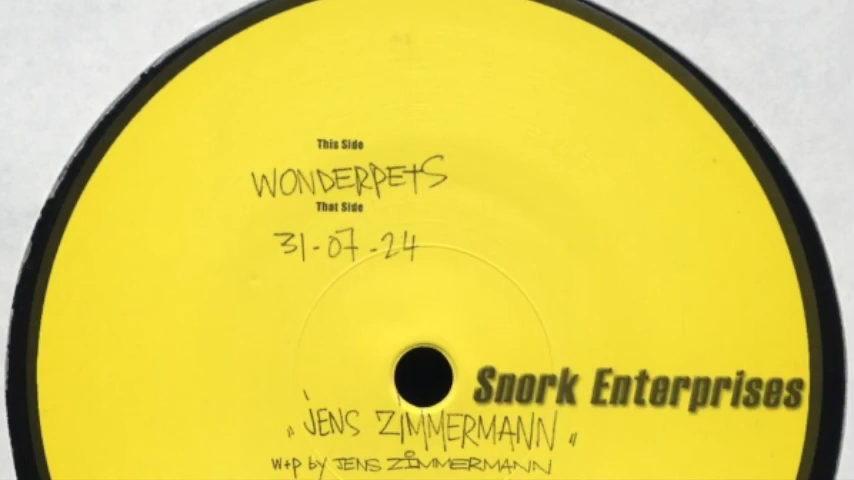 This Side
WONDERPETS
That Side
31-07-24
Snork Enterprises
„JENS ZIMMERMANN“
w+p by JENS ZIMMERMANN